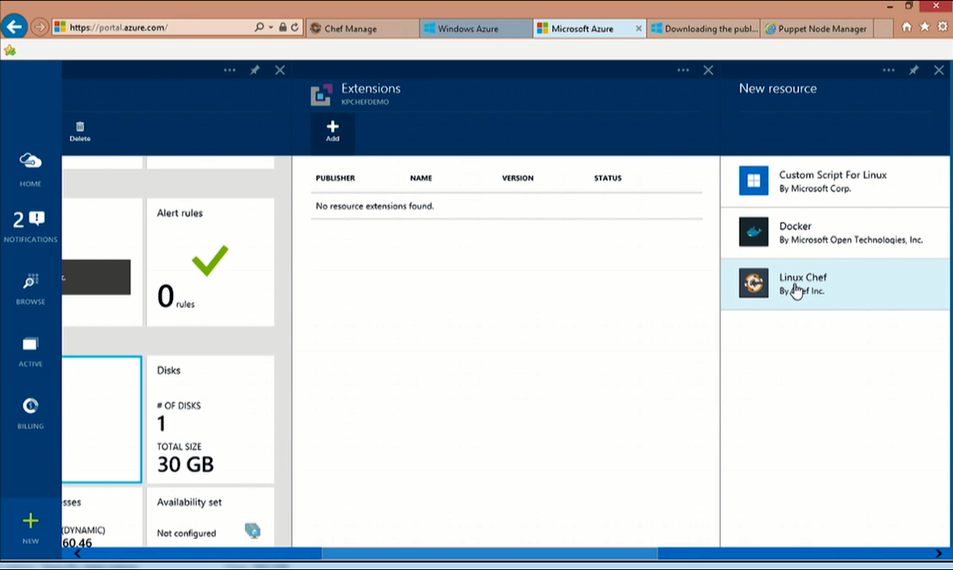 https://portal.azure.com/
Chef Manage
Windows Azure
Microsoft Azure
Downloading the publ...
Puppet Node Manager
Extensions
KPCHEFDEMO
New resource
Delete
Add
HOME
2
NOTIFICATIONS
BROWSE
ACTIVE
BILLING
NEW
Alert rules
0 rules
Disks
# OF DISKS
1
TOTAL SIZE
30 GB
sses
(DYNAMIC)
60.46
Availability set
Not configured
PUBLISHER NAME VERSION STATUS
No resource extensions found.
Custom Script For Linux
By Microsoft Corp.
Docker
By Microsoft Open Technologies, Inc.
Linux Chef
By Chef Inc.